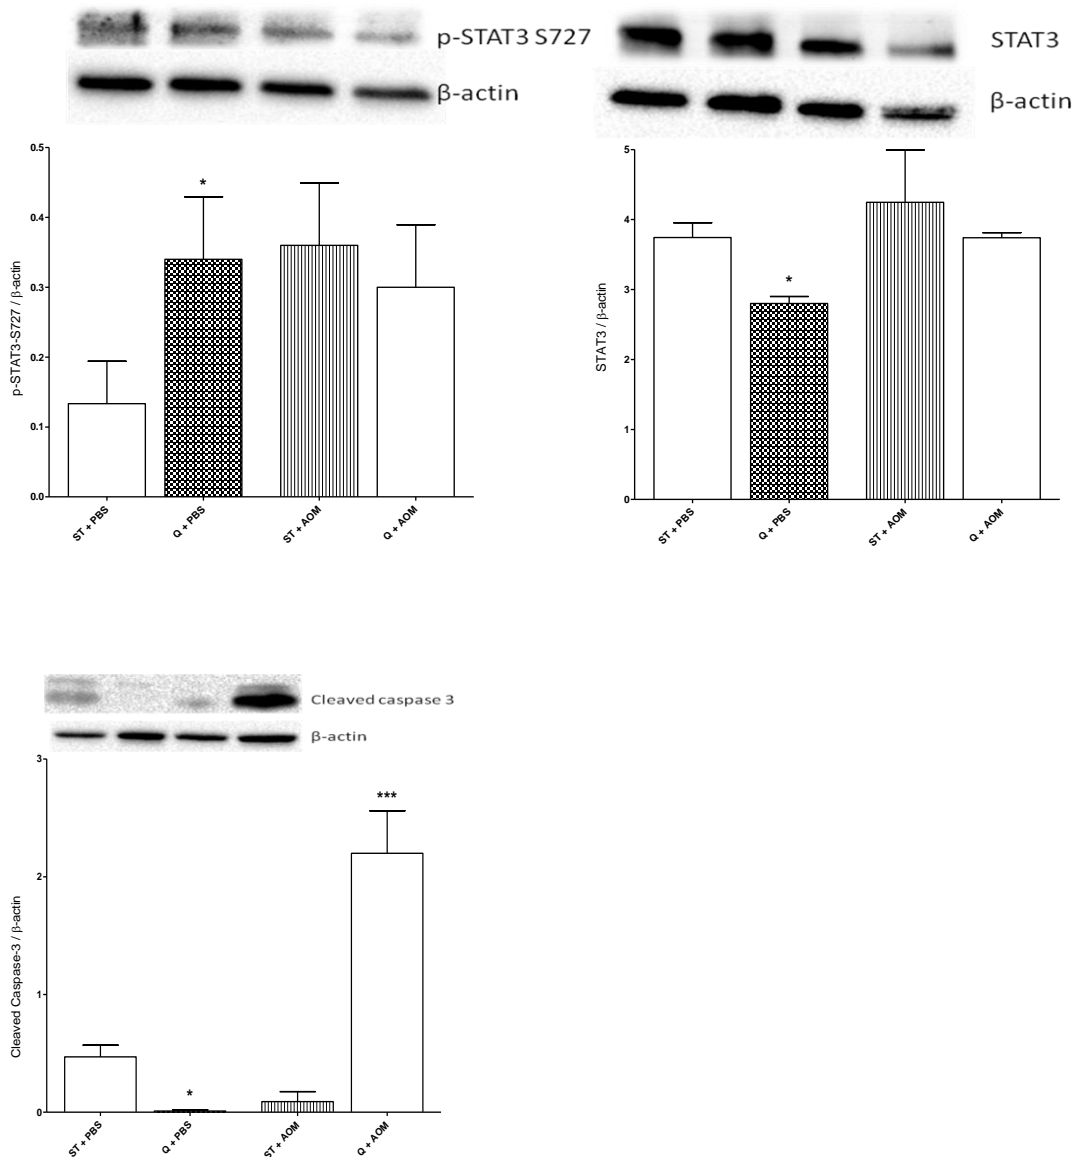 p-STAT3 S727
β-actin
0.5
0.4
0.3
0.2
0.1
0.0
p-STAT3-S727 / β-actin
*
ST + PBS
Q + PBS
ST + AOM
Q + AOM
STAT3
β-actin
5
4
3
2
1
0
STAT3 / β-actin
*
ST + PBS
Q + PBS
ST + AOM
Q + AOM
Cleaved caspase 3
β-actin
3
2
1
0
Cleaved Caspase-3 / β-actin
*
***
ST + PBS
Q + PBS
ST + AOM
Q + AOM